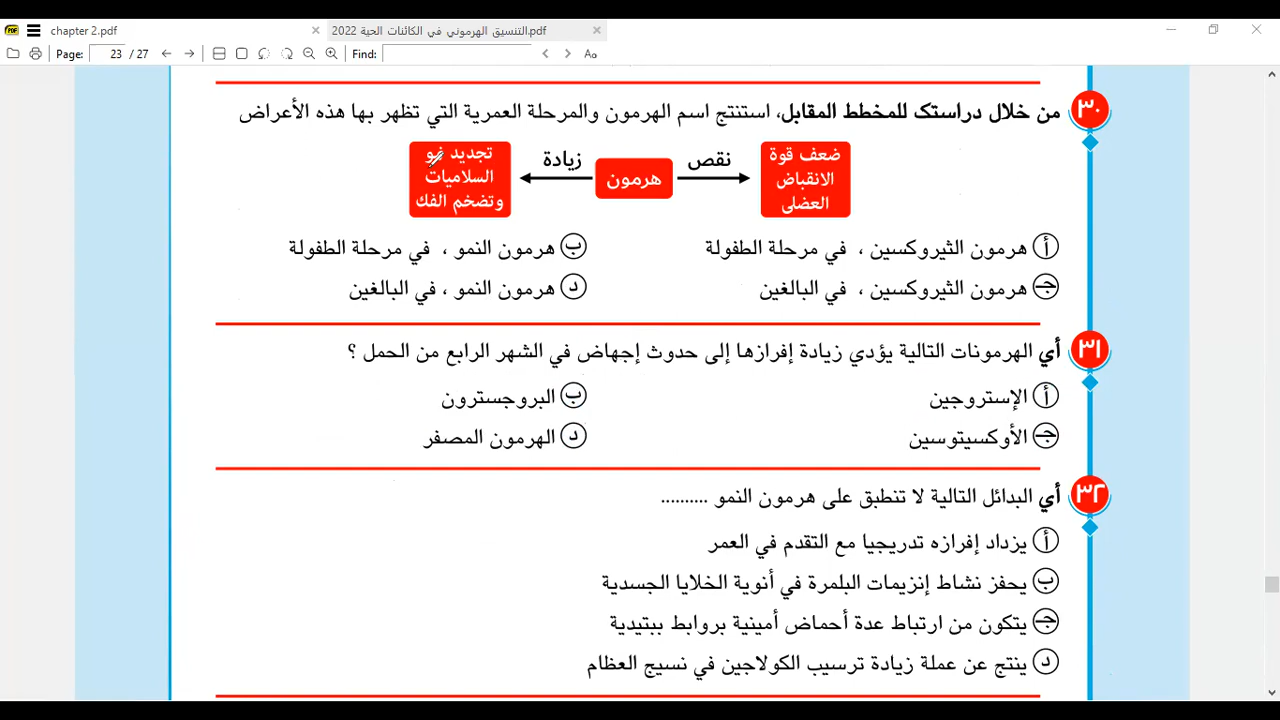 chapter 2.pdf
التنسيق الهرموني في الكائنات الحية 2022.pdf
Page: 23 / 27
Find:
٣٠ من خلال دراستك للمخطط المقابل، استنتج اسم الهرمون والمرحلة العمرية التي تظهر بها هذه الأعراض
ضعف قوة
الانقباض
العضلى
نقص
هرمون
زيادة
تجديد نمو
السلاميات
وتضخم الفك
أ هرمون الثيروكسين ، في مرحلة الطفولة
ب هرمون النمو ، في مرحلة الطفولة
جـ هرمون الثيروكسين ، في البالغين
د هرمون النمو ، في البالغين
٣١ أي الهرمونات التالية يؤدي زيادة إفرازها إلى حدوث إجهاض في الشهر الرابع من الحمل ؟
أ الإستروجين
ب البروجسترون
جـ الأوكسيتوسين
د الهرمون المصفر
٣٢ أي البدائل التالية لا تنطبق على هرمون النمو ..........
أ يزداد إفرازه تدريجيا مع التقدم في العمر
ب يحفز نشاط إنزيمات البلمرة في أنوية الخلايا الجسدية
جـ يتكون من ارتباط عدة أحماض أمينية بروابط ببتيدية
د ينتج عن عملة زيادة ترسيب الكولاجين في نسيج العظام